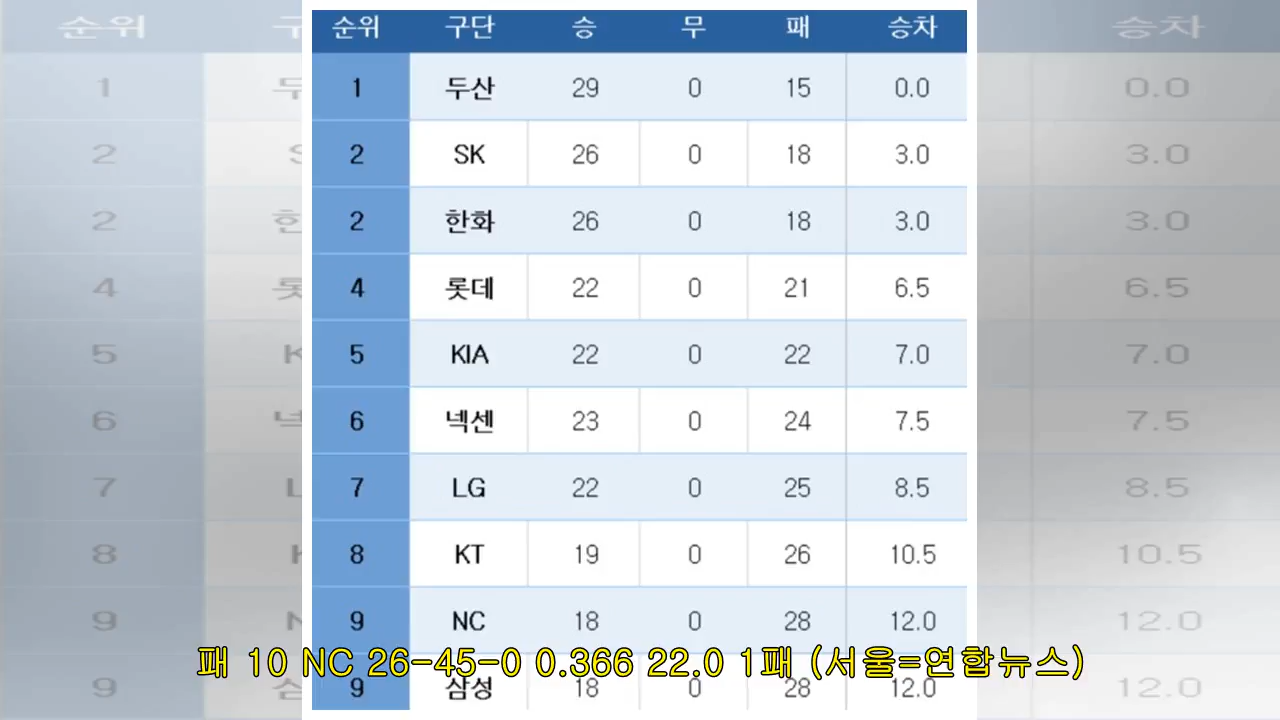 순위 구단 승 무 패 승차
1 두산 29 0 15 0.0
2 SK 26 0 18 3.0
2 한화 26 0 18 3.0
4 롯데 22 0 21 6.5
5 KIA 22 0 22 7.0
6 넥센 23 0 24 7.5
7 LG 22 0 25 8.5
8 KT 19 0 26 10.5
9 NC 18 0 28 12.0
패 10 NC 26-45-0 0.366 22.0 1패 (서울=연합뉴스)
9 삼성 18 0 28 12.0